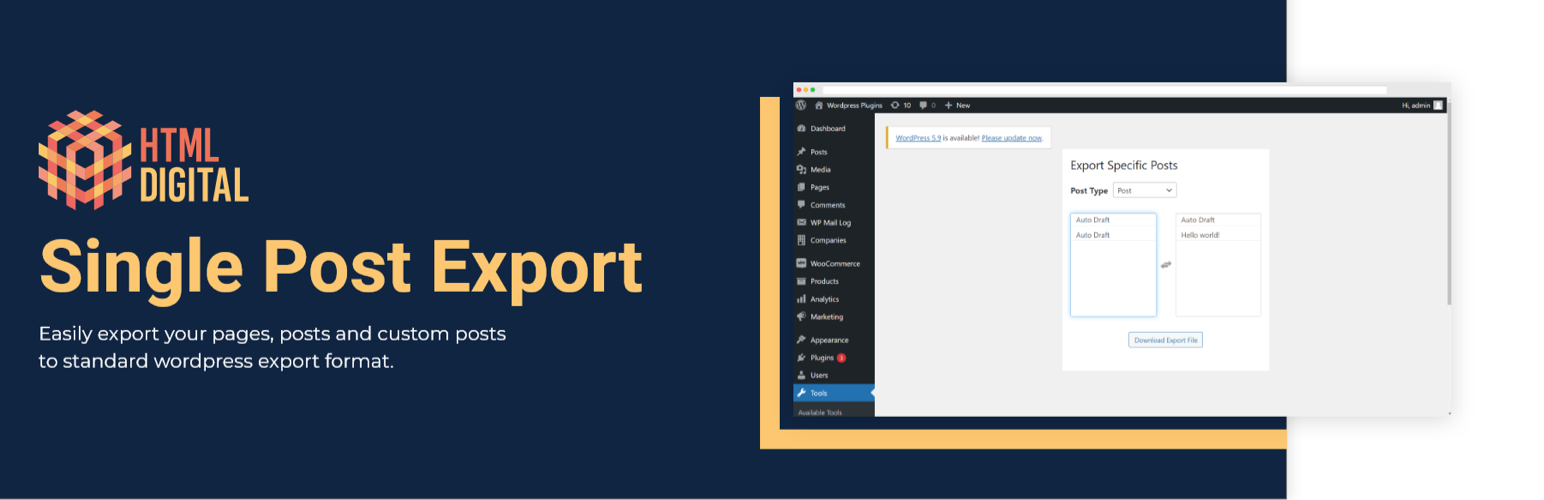 HTML
DIGITAL
Single Post Export
Easily export your pages, posts and custom posts
to standard wordpress export format.
Wordpress Plugins 10 0 New Hi, admin
Dashboard
Posts
Media
Pages
Comments
WP Mail Log
Companies
WooCommerce
Products
Analytics
Marketing
Appearance
Plugins 3
Users
Tools
Available Tools
WordPress 5.9 is available! Please update now.
Export Specific Posts
Post Type Post
Auto Draft
Auto Draft
Aato Draft
Hello world!
Download Export File